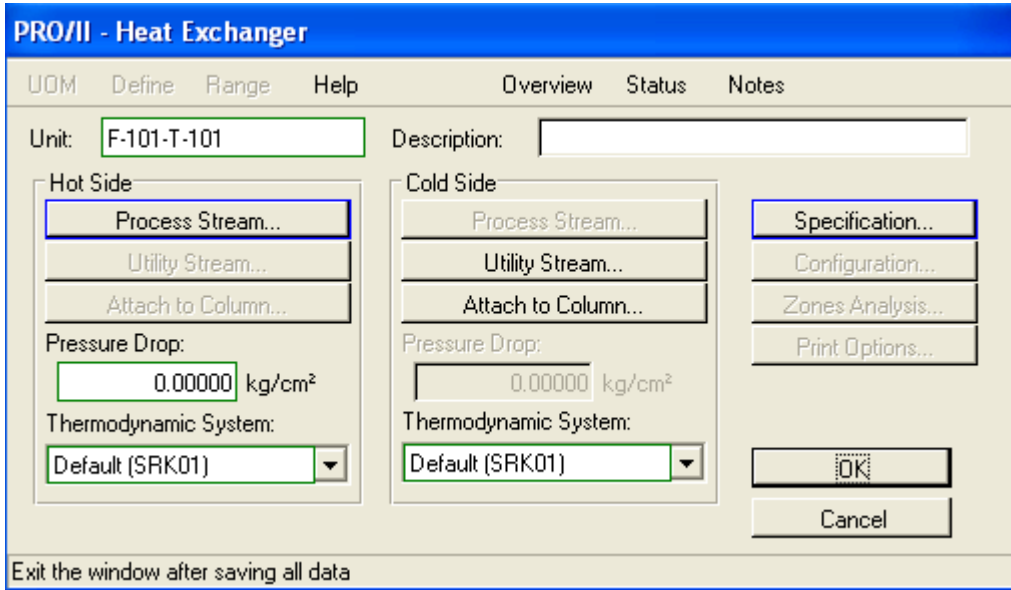 PRO/II - Heat Exchanger
UOM Define Range Help Overview Status Notes
Unit: F-101-T-101 Description:
Hot Side Cold Side
Process Stream... Process Stream... Specification...
Utility Stream... Utility Stream... Configuration...
Attach to Column... Attach to Column... Zones Analysis...
Pressure Drop: Pressure Drop: Print Options...
0.00000 kg/cm² 0.00000 kg/cm²
Thermodynamic System: Thermodynamic System:
Default (SRK01) Default (SRK01) OK
Cancel
Exit the window after saving all data